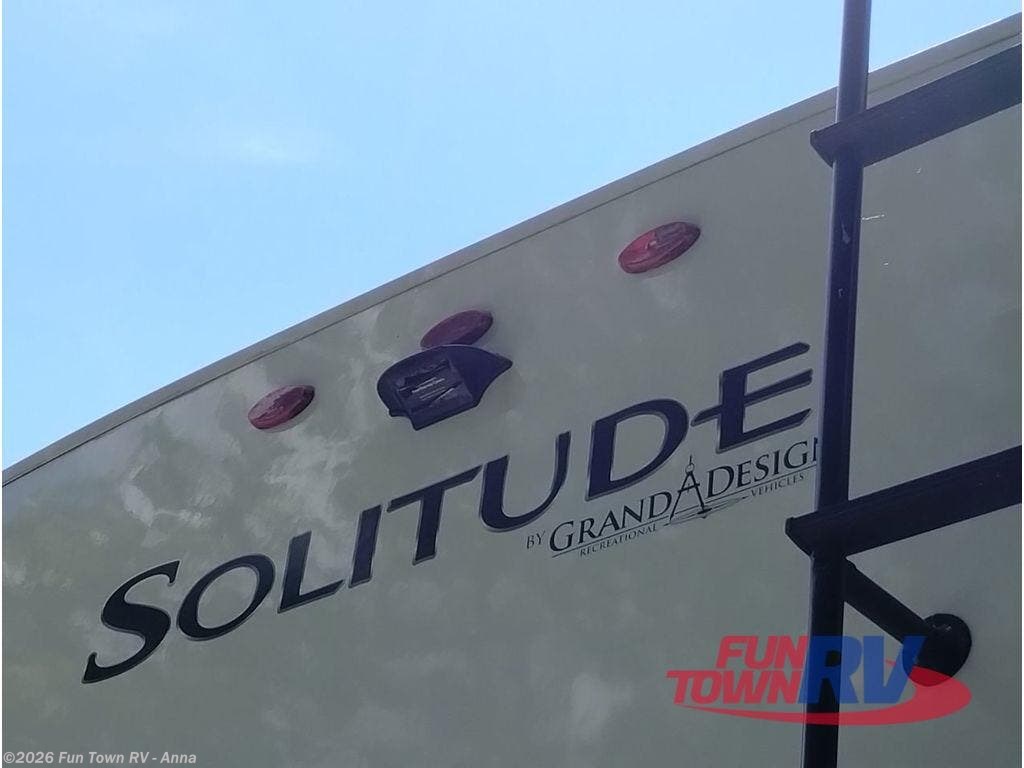 SOLITUDE
BY GRAND DESIGN
RECREATIONAL VEHICLES
FUN
TOWN RV
©2026 Fun Town RV - Anna